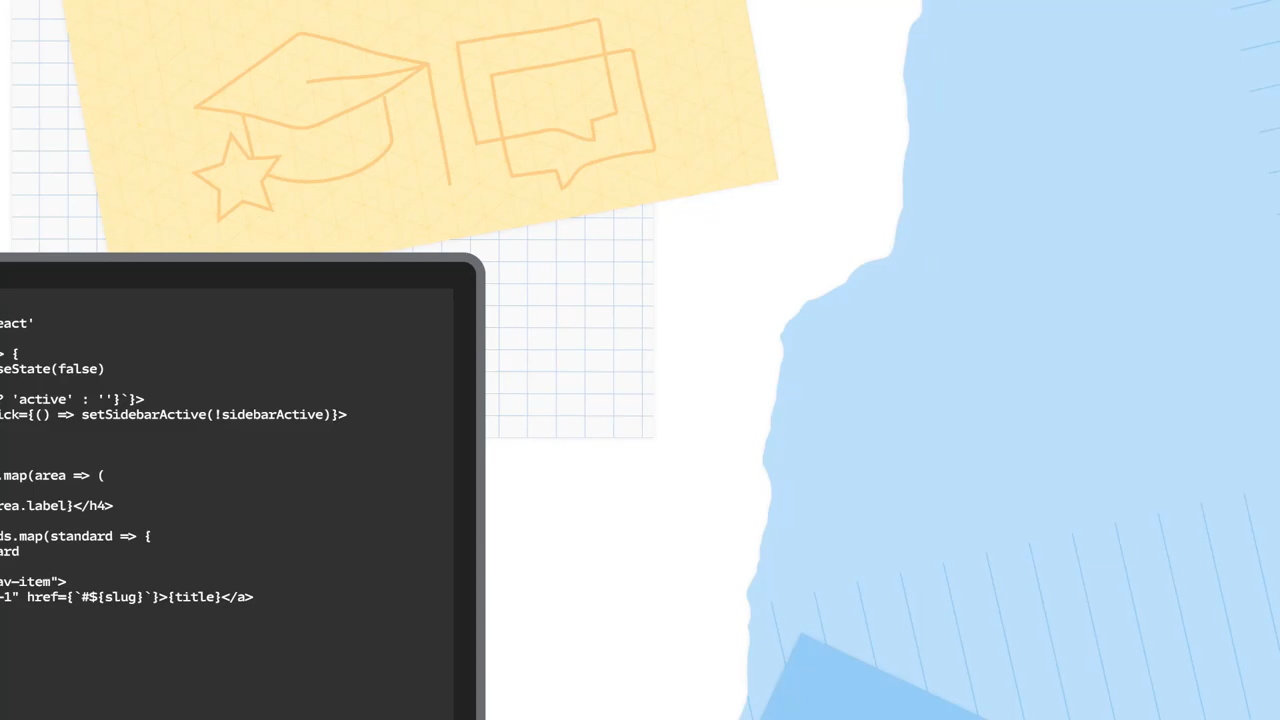 eact'
> {
seState(false)
? 'active' : ''}`}>
ick={() => setSidebarActive(!sidebarActive)}>
.map(area => (
rea.label}</h4>
ds.map(standard => {
ard
av-item">
-1" href={`#${slug}`}>{title}</a>